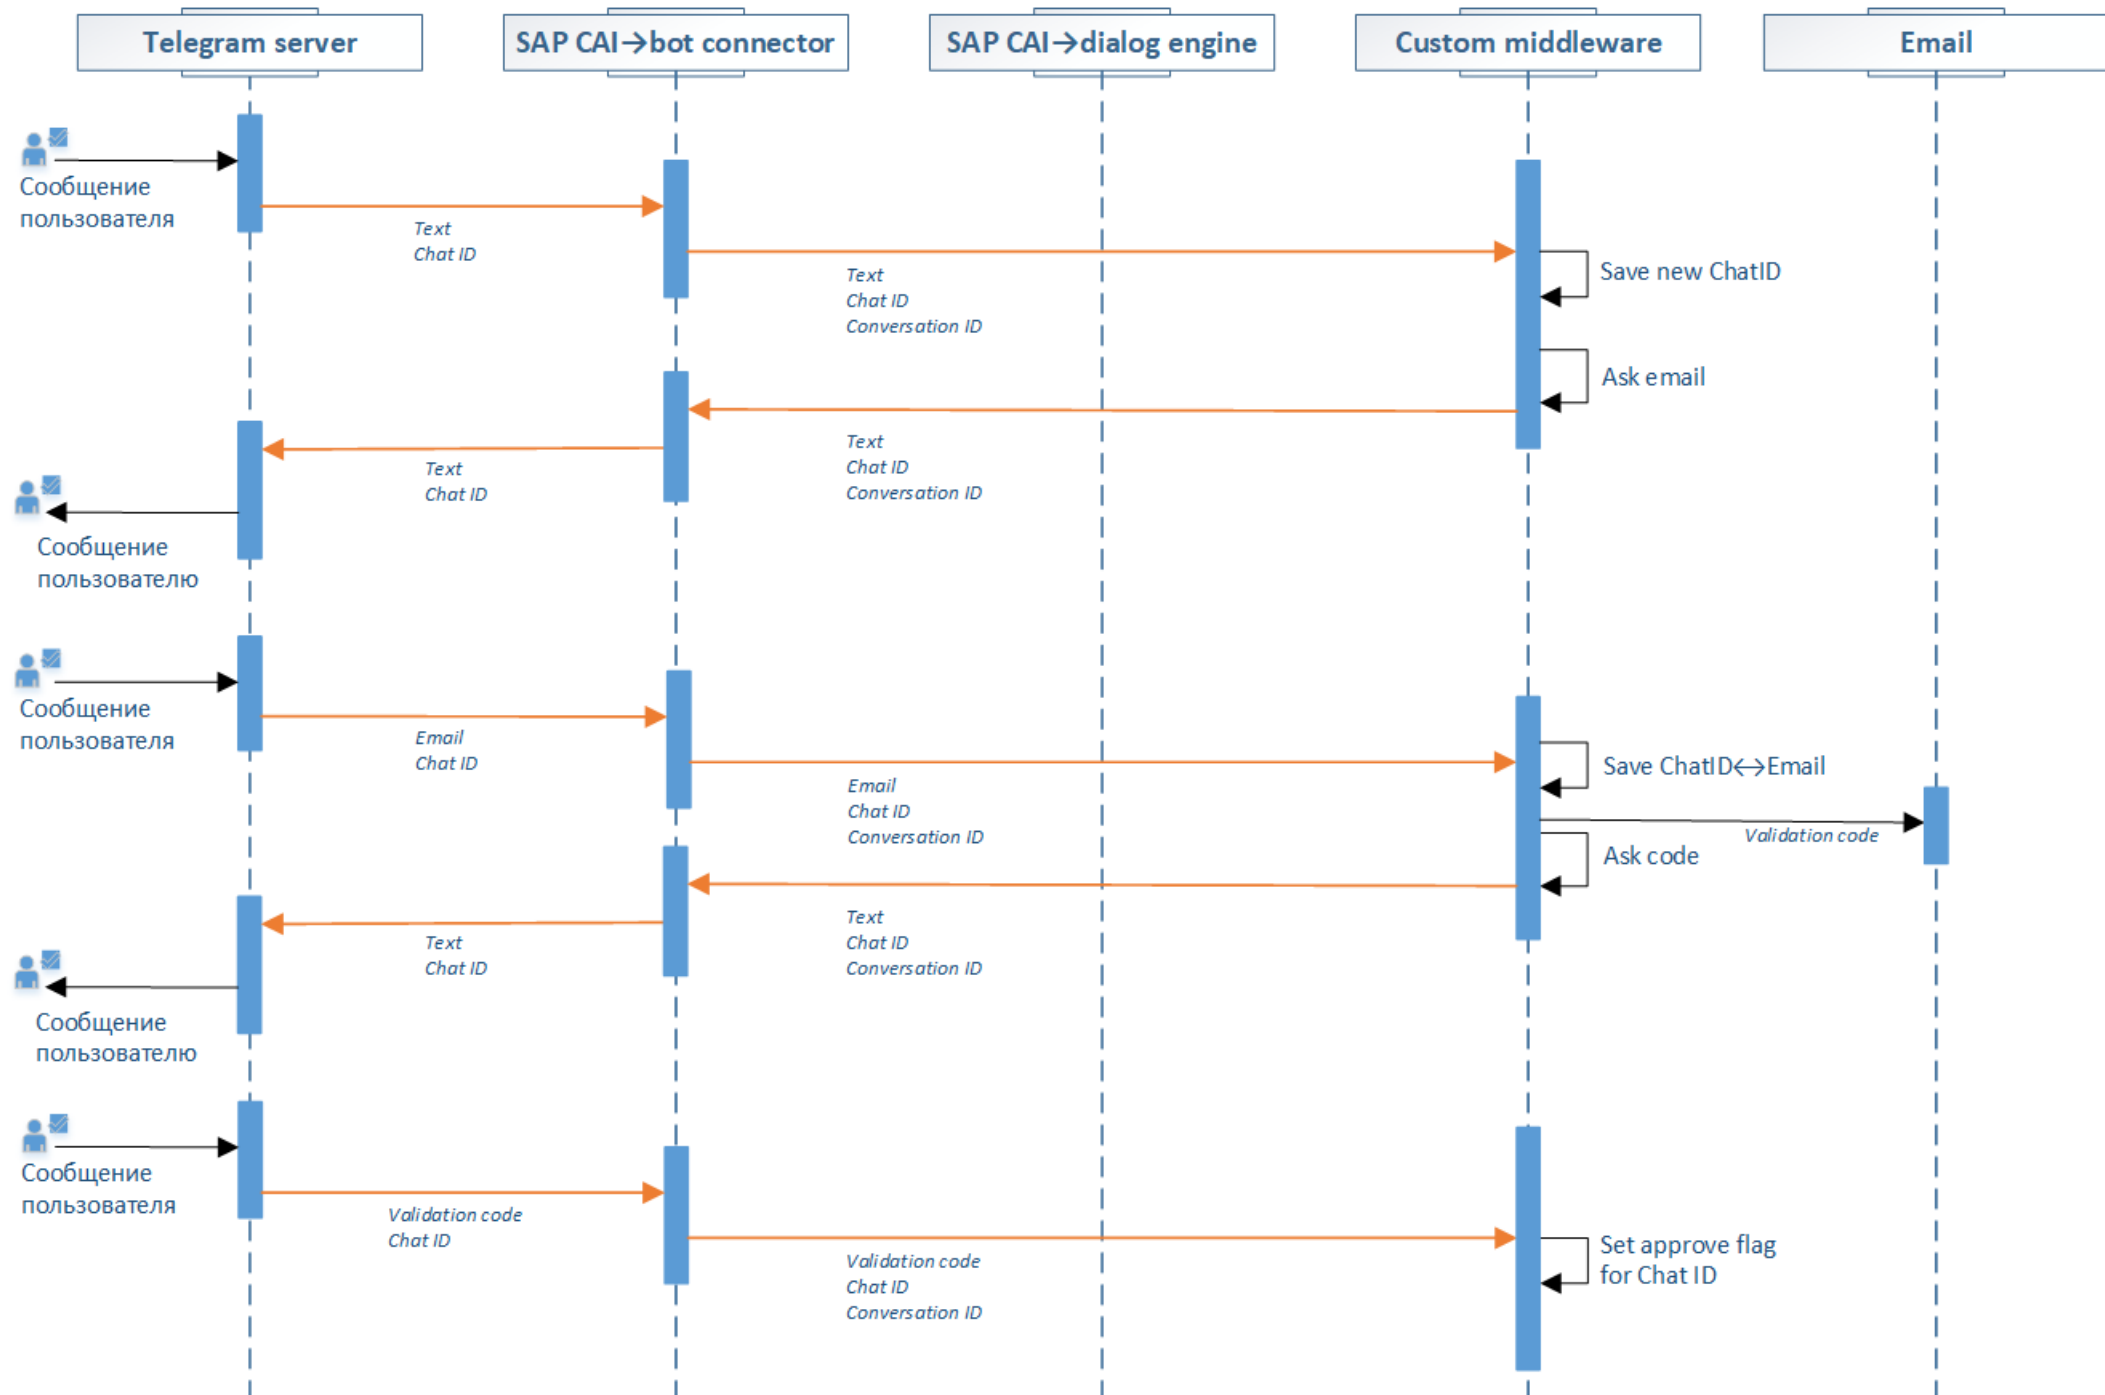 Telegram server
SAP CAI→bot connector
SAP CAI→dialog engine
Custom middleware
Email
Сообщение
пользователя
Text
Chat ID
Text
Chat ID
Conversation ID
Save new ChatID
Ask email
Text
Chat ID
Conversation ID
Text
Chat ID
Сообщение
пользователю
Сообщение
пользователя
Email
Chat ID
Email
Chat ID
Conversation ID
Save ChatID↔Email
Validation code
Ask code
Text
Chat ID
Conversation ID
Text
Chat ID
Сообщение
пользователю
Сообщение
пользователя
Validation code
Chat ID
Validation code
Chat ID
Conversation ID
Set approve flag
for Chat ID